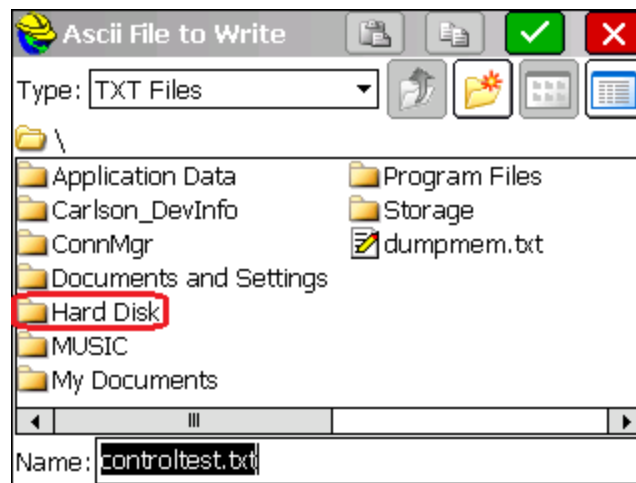 Ascii File to Write
Type: TXT Files
\
Application Data
Carlson_DevInfo
ConnMgr
Documents and Settings
Hard Disk
MUSIC
My Documents
Program Files
Storage
dumpmem.txt
Name: controltest.txt